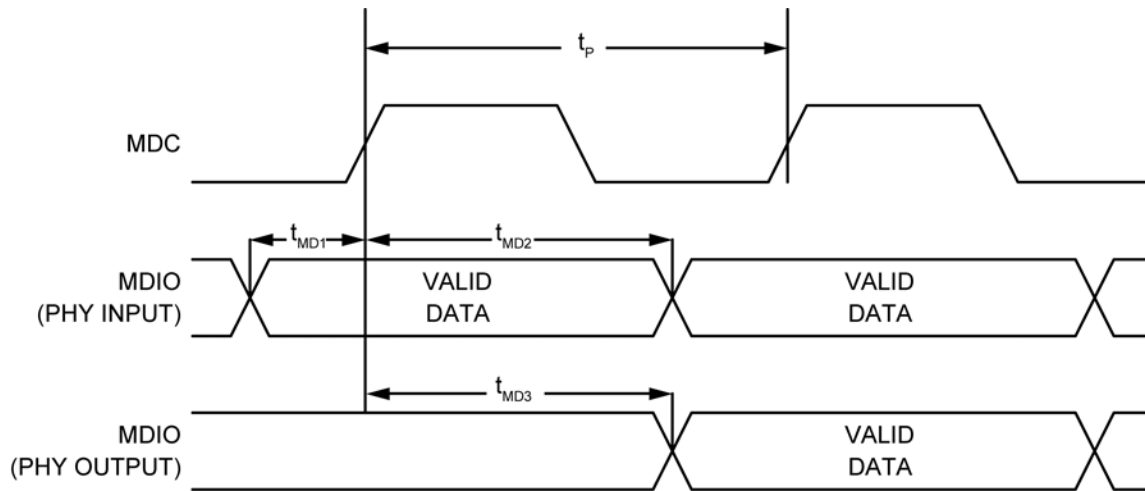 tP
MDC
tMD1
tMD2
MDIO
(PHY INPUT)
VALID
DATA
VALID
DATA
tMD3
MDIO
(PHY OUTPUT)
VALID
DATA